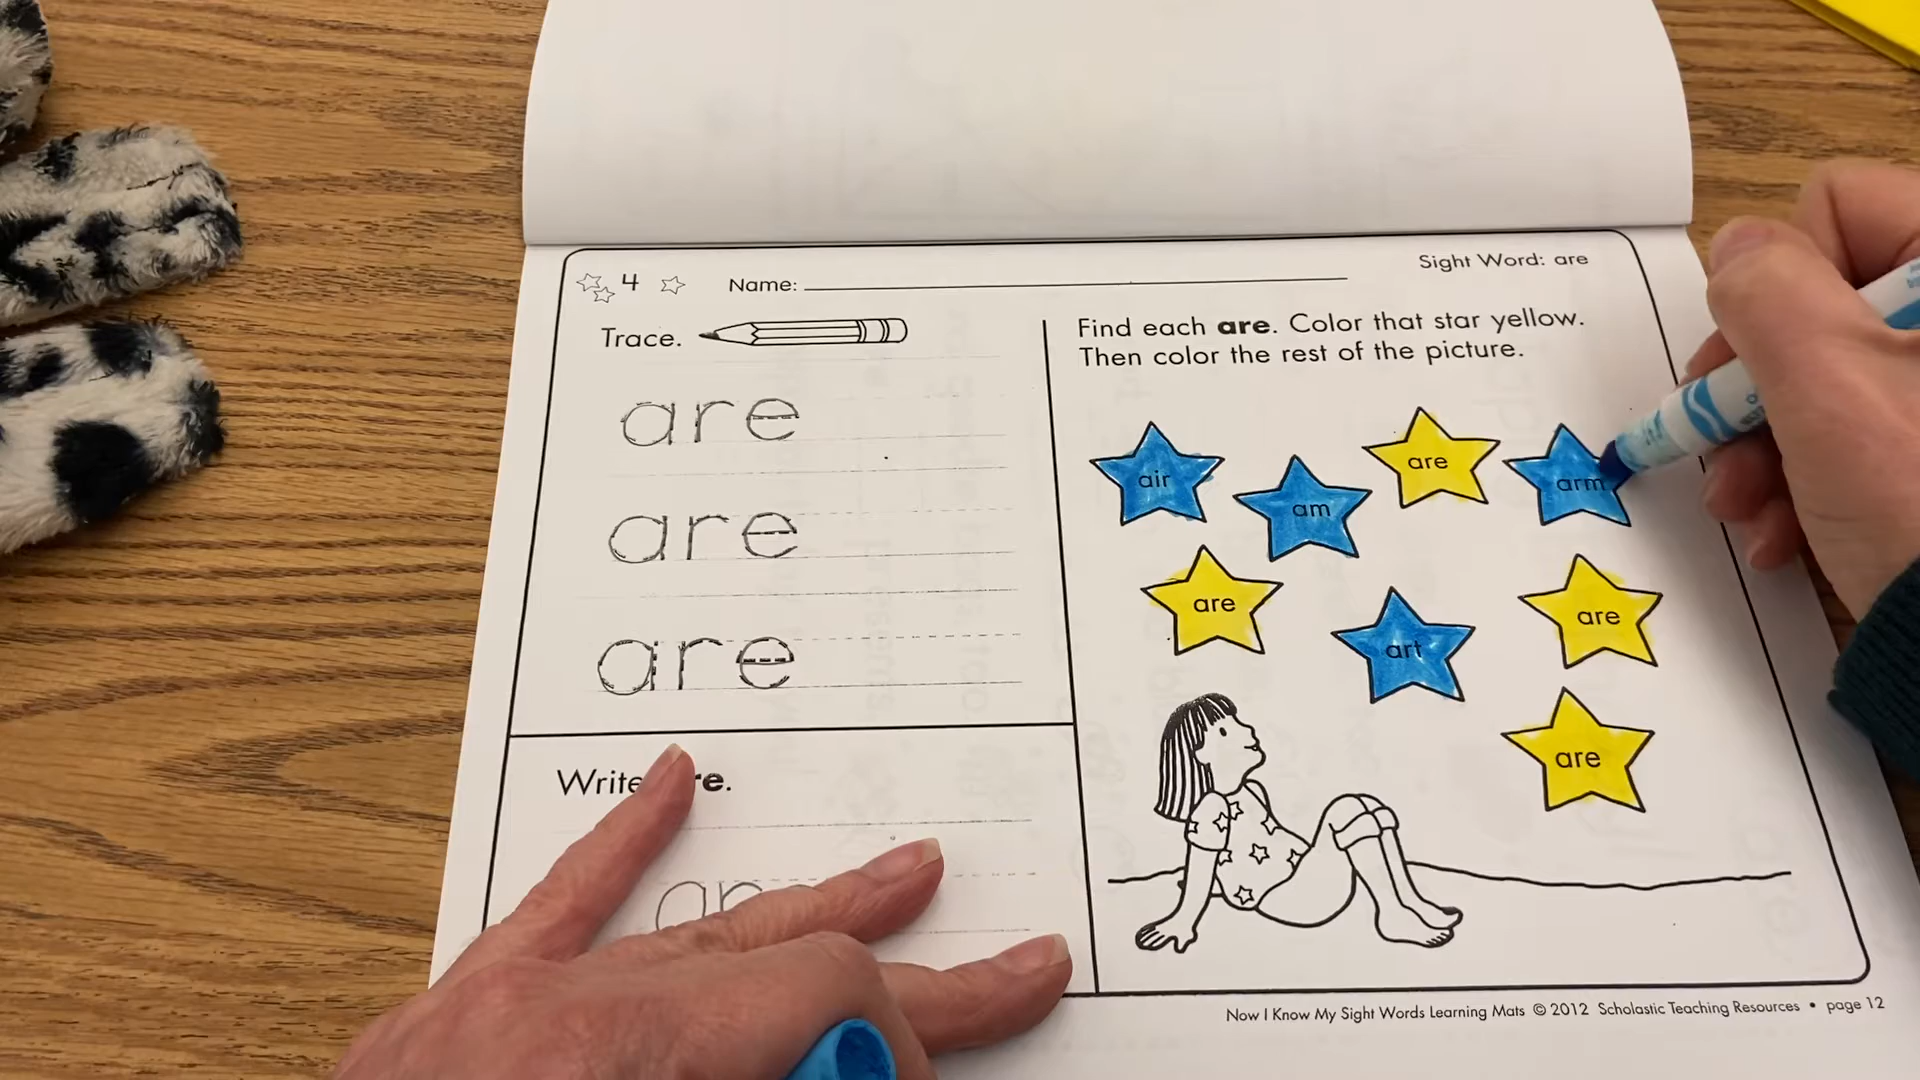 4 Name:
Sight Word: are
Trace.
are
are
are
Write
Find each are. Color that star yellow.
Then color the rest of the picture.
air
am
are
arm
are
art
are
are
Now I Know My Sight Words Learning Mats © 2012 Scholastic Teaching Resources • page 12